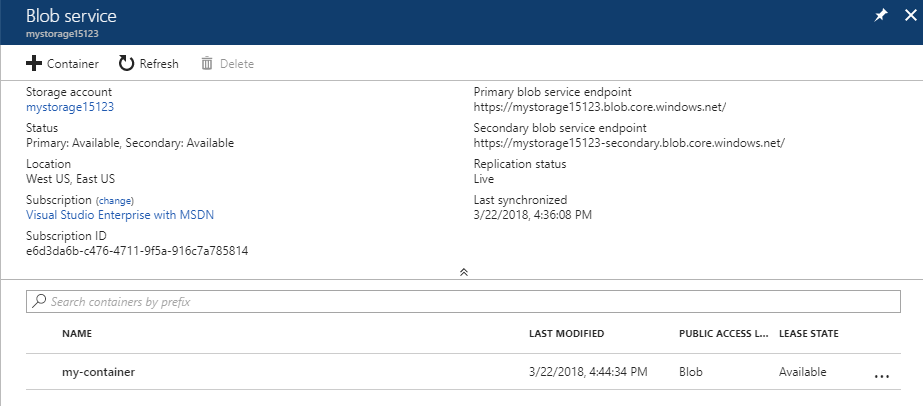 Blob service
mystorage15123
Container Refresh Delete
Storage account
mystorage15123
Status
Primary: Available, Secondary: Available
Location
West US, East US
Subscription (change)
Visual Studio Enterprise with MSDN
Subscription ID
e6d3da6b-c476-4711-9f5a-916c7a785814
Primary blob service endpoint
https://mystorage15123.blob.core.windows.net/
Secondary blob service endpoint
https://mystorage15123-secondary.blob.core.windows.net/
Replication status
Live
Last synchronized
3/22/2018, 4:36:08 PM
Search containers by prefix
NAME LAST MODIFIED PUBLIC ACCESS L... LEASE STATE
my-container 3/22/2018, 4:44:34 PM Blob Available ...